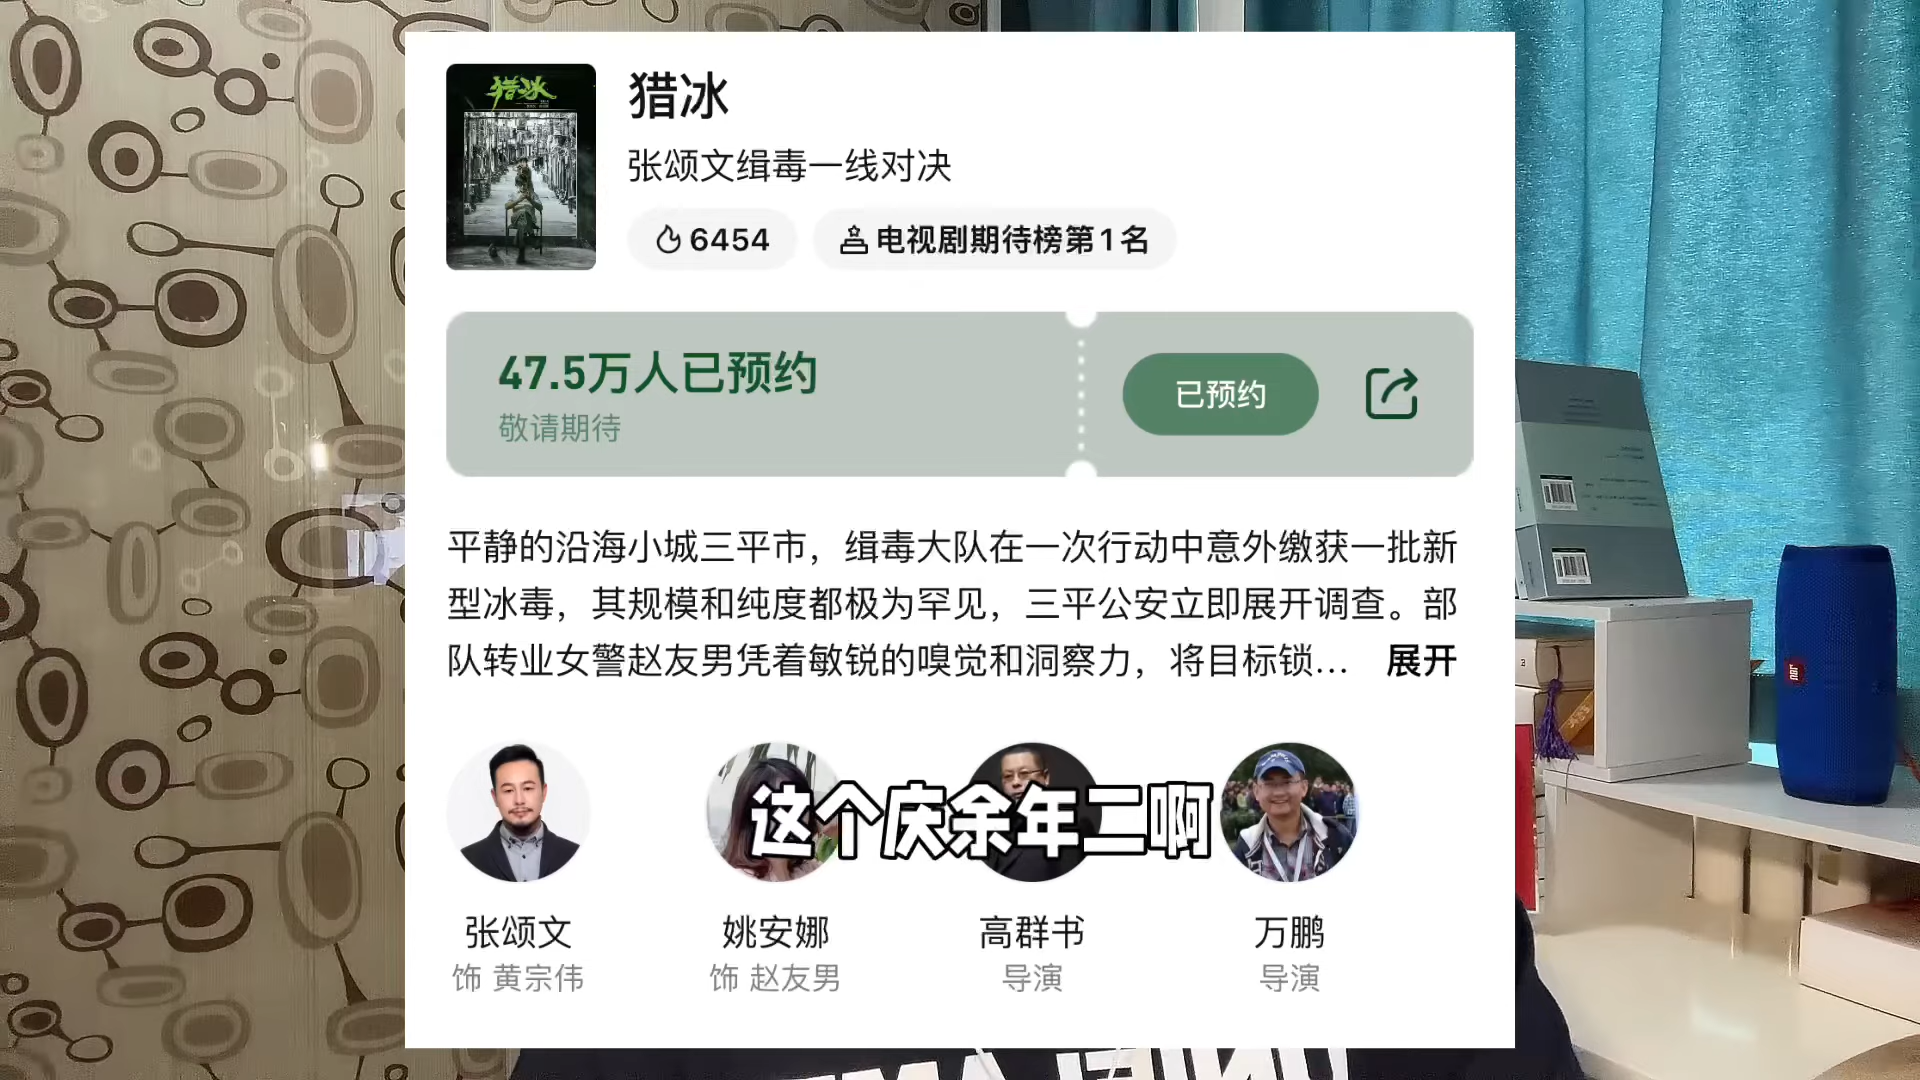 猎冰
猎冰
张颂文缉毒一线对决
6454
电视剧期待榜第1名
47.5万人已预约
敬请期待
已预约
平静的沿海小城三平市，缉毒大队在一次行动中意外缴获一批新
型冰毒，其规模和纯度都极为罕见，三平公安立即展开调查。部
队转业女警赵友男凭着敏锐的嗅觉和洞察力，将目标锁… 展开
这个庆余年二啊
张颂文
饰 黄宗伟
姚安娜
饰 赵友男
高群书
导演
万鹏
导演
JBL